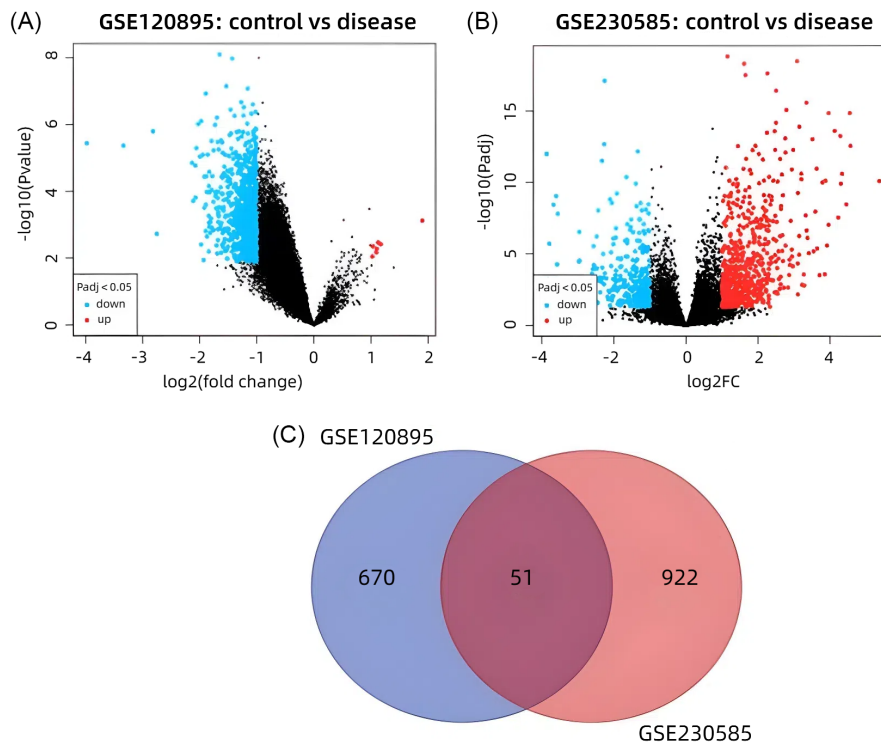 (A)
GSE120895: control vs disease
-log10(Pvalue)
8
6
4
2
0
Padj < 0.05
down
up
-4 -3 -2 -1 0 1 2
log2(fold change)
(B)
GSE230585: control vs disease
-log10(Padj)
15
10
5
0
Padj < 0.05
down
up
-4 -2 0 2 4
log2FC
(C)
GSE120895
670 51 922
GSE230585